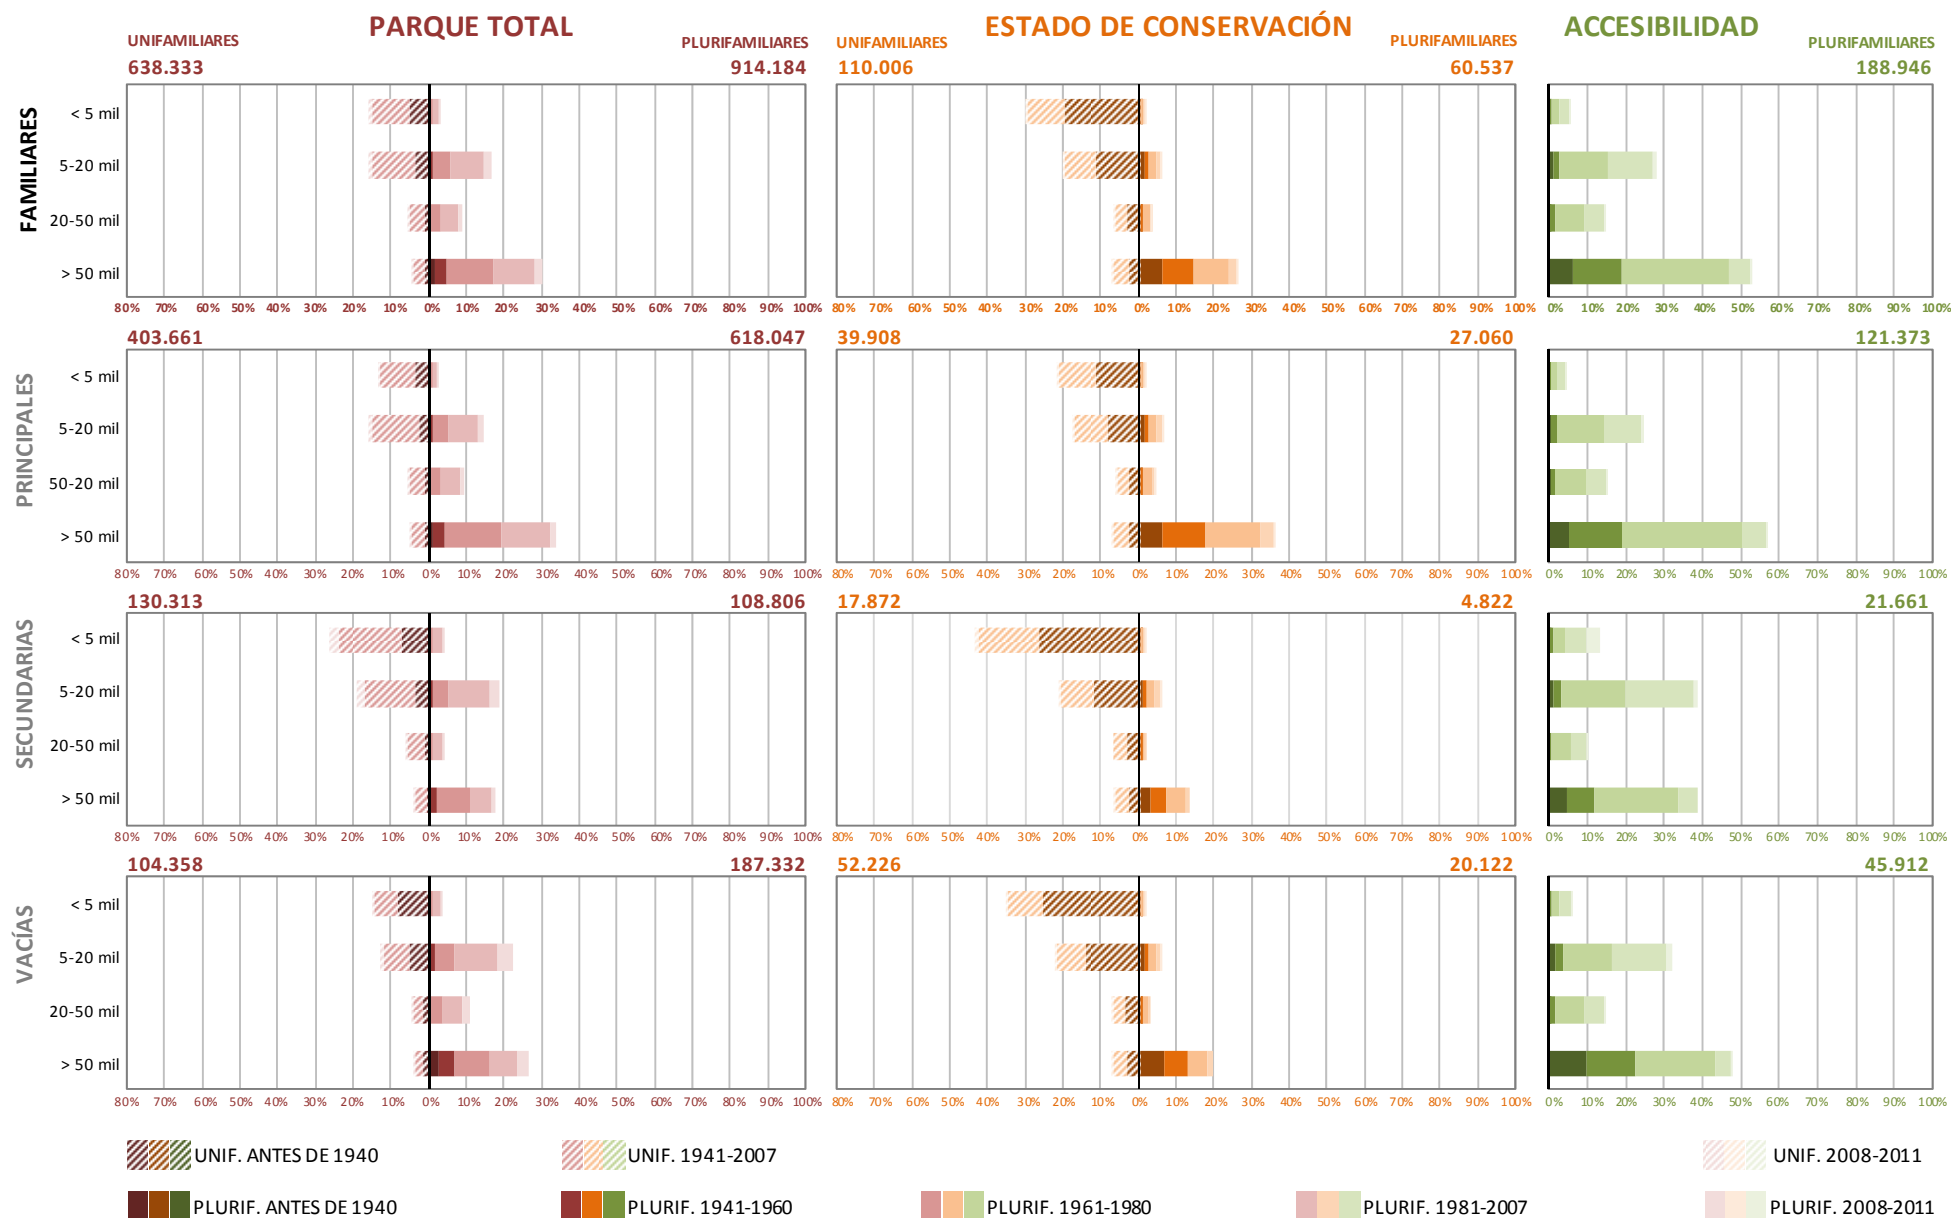 PARQUE TOTAL ESTADO DE CONSERVACIÓN ACCESIBILIDAD
UNIFAMILIARES PLURIFAMILIARES UNIFAMILIARES PLURIFAMILIARES PLURIFAMILIARES
638.333 914.184 110.006 60.537 188.946
FAMILIARES
< 5 mil
5-20 mil
20-50 mil
> 50 mil
80% 70% 60% 50% 40% 30% 20% 10% 0% 10% 20% 30% 40% 50% 60% 70% 80% 90% 100% 80% 70% 60% 50% 40% 30% 20% 10% 0% 10% 20% 30% 40% 50% 60% 70% 80% 90% 100% 0% 10% 20% 30% 40% 50% 60% 70% 80% 90% 100%
403.661 618.047 39.908 27.060 121.373
PRINCIPALES
< 5 mil
5-20 mil
50-20 mil
> 50 mil
80% 70% 60% 50% 40% 30% 20% 10% 0% 10% 20% 30% 40% 50% 60% 70% 80% 90% 100% 80% 70% 60% 50% 40% 30% 20% 10% 0% 10% 20% 30% 40% 50% 60% 70% 80% 90% 100% 0% 10% 20% 30% 40% 50% 60% 70% 80% 90% 100%
130.313 108.806 17.872 4.822 21.661
SECUNDARIAS
< 5 mil
5-20 mil
20-50 mil
> 50 mil
80% 70% 60% 50% 40% 30% 20% 10% 0% 10% 20% 30% 40% 50% 60% 70% 80% 90% 100% 80% 70% 60% 50% 40% 30% 20% 10% 0% 10% 20% 30% 40% 50% 60% 70% 80% 90% 100% 0% 10% 20% 30% 40% 50% 60% 70% 80% 90% 100%
104.358 187.332 52.226 20.122 45.912
VACÍAS
< 5 mil
5-20 mil
20-50 mil
> 50 mil
80% 70% 60% 50% 40% 30% 20% 10% 0% 10% 20% 30% 40% 50% 60% 70% 80% 90% 100% 80% 70% 60% 50% 40% 30% 20% 10% 0% 10% 20% 30% 40% 50% 60% 70% 80% 90% 100% 0% 10% 20% 30% 40% 50% 60% 70% 80% 90% 100%
UNIF. ANTES DE 1940 UNIF. 1941-2007 UNIF. 2008-2011
PLURIF. ANTES DE 1940 PLURIF. 1941-1960 PLURIF. 1961-1980 PLURIF. 1981-2007 PLURIF. 2008-2011